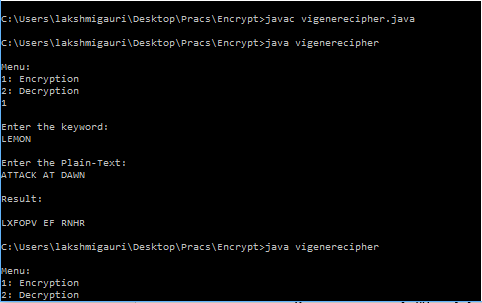 C:\Users\lakshmigauri\Desktop\Pracs\Encrypt>javac vigenerecipher.java
C:\Users\lakshmigauri\Desktop\Pracs\Encrypt>java vigenerecipher
Menu:
1: Encryption
2: Decryption
1
Enter the keyword:
LEMON
Enter the Plain-Text:
ATTACK AT DAWN
Result:
LXFOPV EF RNHR
C:\Users\lakshmigauri\Desktop\Pracs\Encrypt>java vigenerecipher
Menu:
1: Encryption
2: Decryption